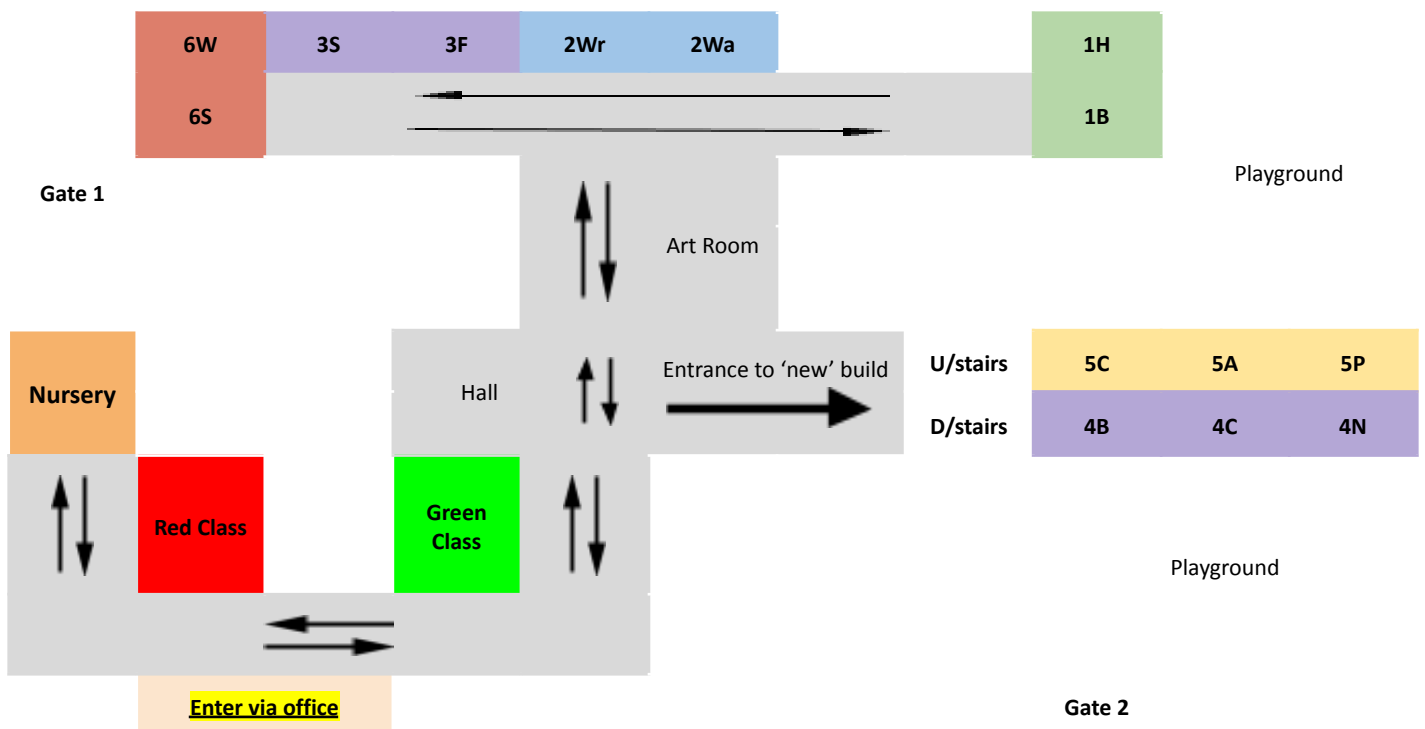 6W 3S 3F 2Wr 2Wa 1H
6S 1B
Gate 1
Playground
Art Room
Nursery
Hall
Entrance to ‘new’ build
U/stairs 5C 5A 5P
D/stairs 4B 4C 4N
Red Class
Green
Class
Playground
Enter via office
Gate 2